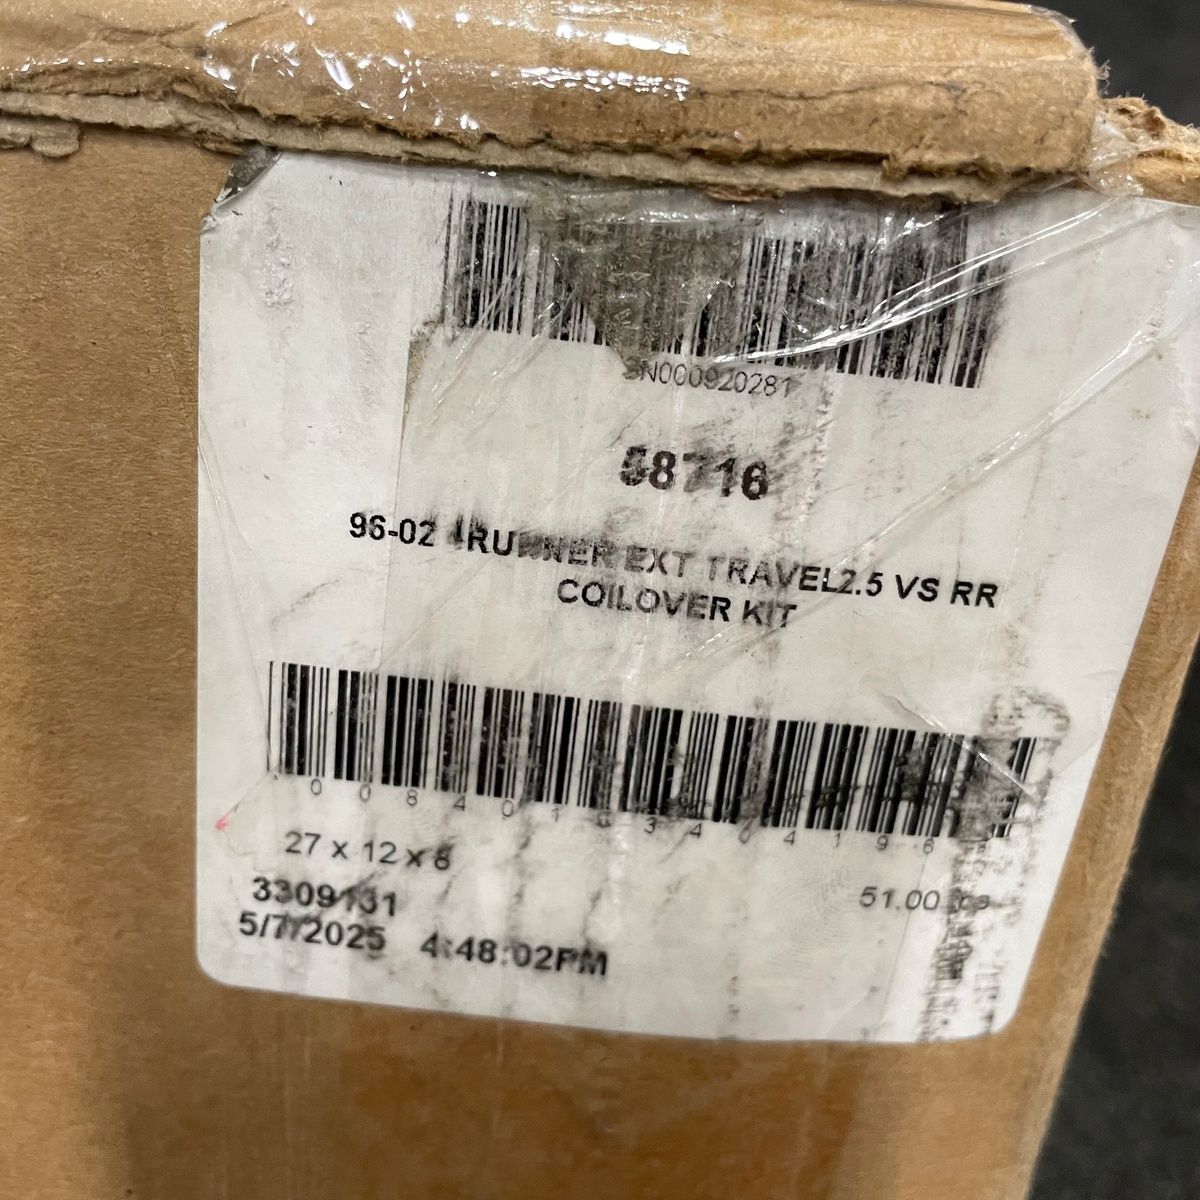 SN000920281
58716
96-02 4RUNNER EXT TRAVEL2.5 VS RR
COILOVER KIT
27 x 12 x 8
3309131
51.00
5/7/2025 4:48:02PM